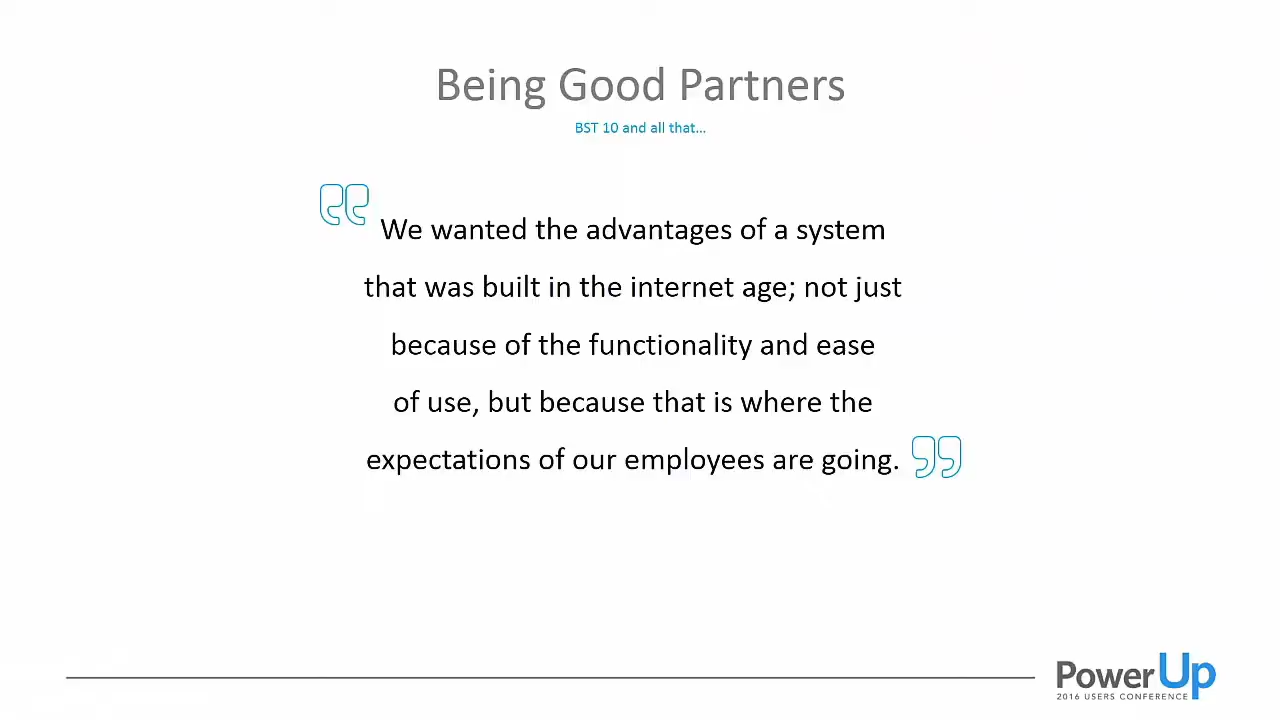 Being Good Partners
BST 10 and all that...
We wanted the advantages of a system
that was built in the internet age; not just
because of the functionality and ease
of use, but because that is where the
expectations of our employees are going.
PowerUp
2016 USERS CONFERENCE